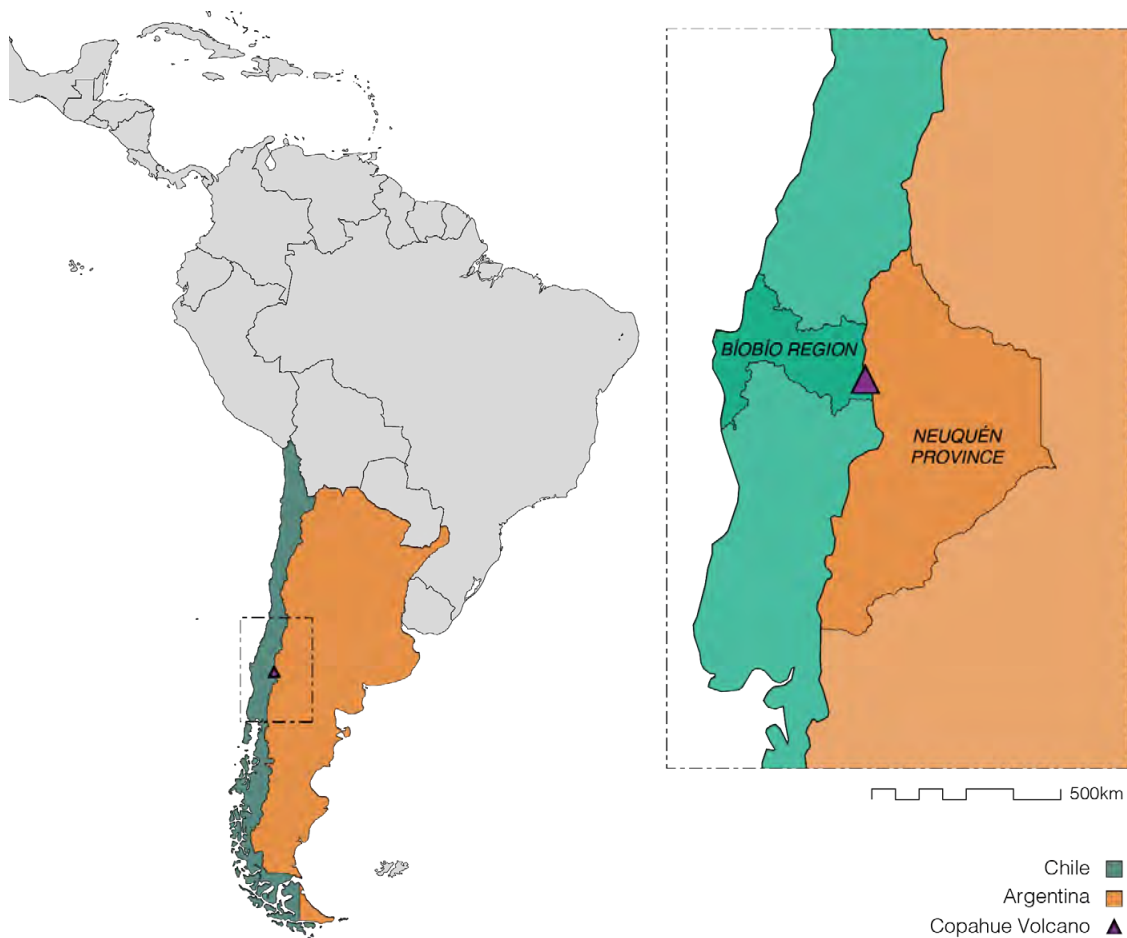 BÍOBÍO REGION
NEUQUÉN
PROVINCE
500km
Chile
Argentina
Copahue Volcano